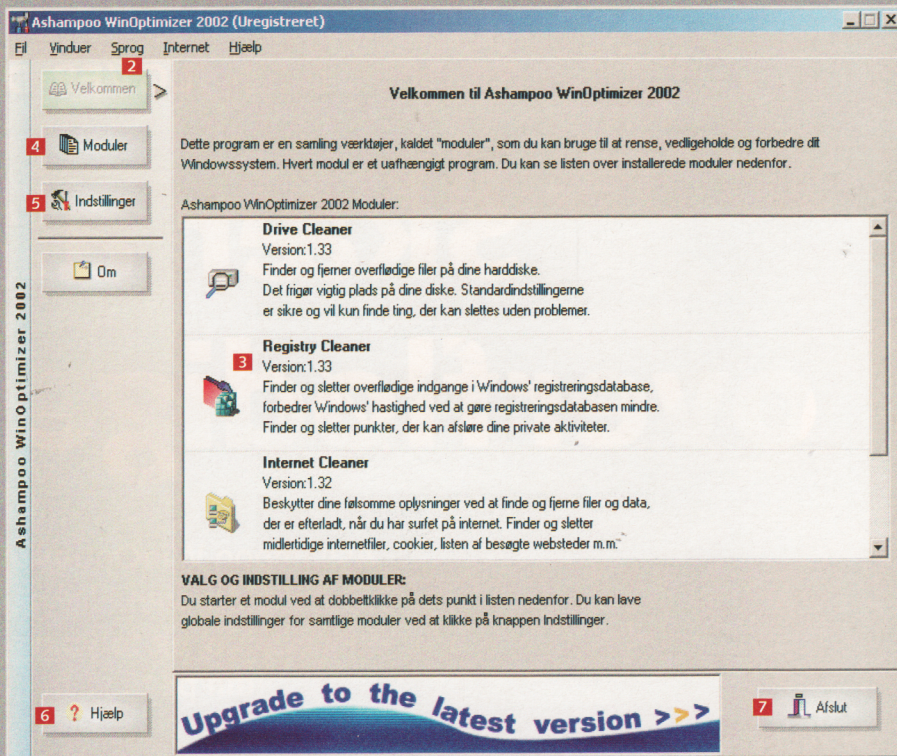 Ashampoo WinOptimizer 2002 (Uregistreret)
Fil Vinduer Sprog Internet Hjælp
2
Velkommen >
4 Moduler
5 Indstillinger
Om
Ashampoo WinOptimizer 2002
Velkommen til Ashampoo WinOptimizer 2002
Dette program er en samling værktøjer, kaldet "moduler", som du kan bruge til at rense, vedligeholde og forbedre dit
Windowssystem. Hvert modul er et uafhængigt program. Du kan se listen over installerede moduler nedenfor.
Ashampoo WinOptimizer 2002 Moduler:
Drive Cleaner
Version:1.33
Finder og fjerner overflødige filer på dine harddiske.
Det frigør vigtig plads på dine diske. Standardindstillingerne
er sikre og vil kun finde ting, der kan slettes uden problemer.
Registry Cleaner
3 Version:1.33
Finder og sletter overflødige indgange i Windows' registreringsdatabase,
forbedrer Windows' hastighed ved at gøre registreringsdatabasen mindre.
Finder og sletter punkter, der kan afsløre dine private aktiviteter.
Internet Cleaner
Version:1.32
Beskytter dine følsomme oplysninger ved at finde og fjerne filer og data,
der er efterladt, når du har surfet på internet. Finder og sletter
midlertidige internetfiler, cookier, listen af besøgte websteder m.m.
VALG OG INDSTILLING AF MODULER:
Du starter et modul ved at dobbeltklikke på dets punkt i listen nedenfor. Du kan lave
globale indstillinger for samtlige moduler ved at klikke på knappen Indstillinger.
6 ? Hjælp
Upgrade to the latest version >>>
7 Afslut